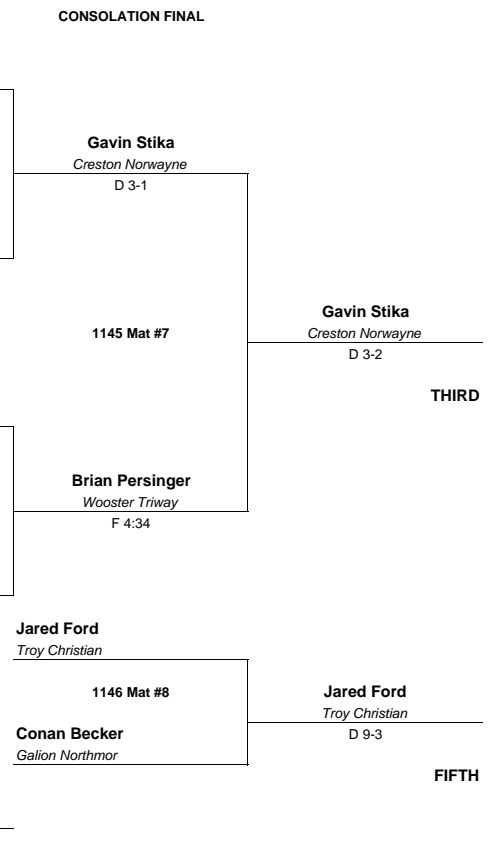 CONSOLATION FINAL
Gavin Stika
Creston Norwayne
D 3-1
Gavin Stika
1145 Mat #7
Creston Norwayne
D 3-2
THIRD
Brian Persinger
Wooster Triway
F 4:34
Jared Ford
Troy Christian
1146 Mat #8
Jared Ford
Troy Christian
Conan Becker
D 9-3
Galion Northmor
FIFTH